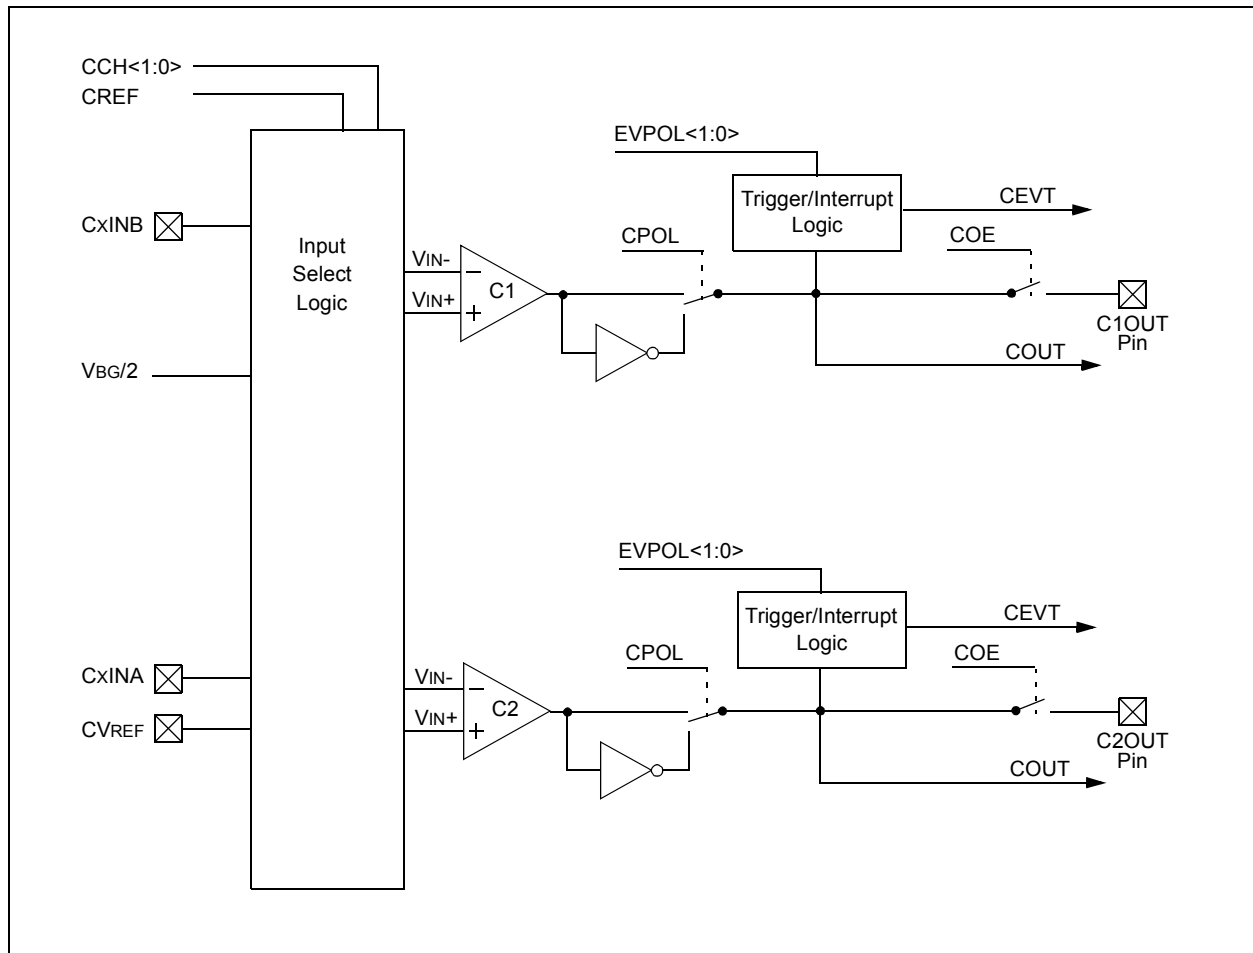 CCH<1:0>
CREF
EVPOL<1:0>
Trigger/Interrupt
Logic
CEVT
CXINB
Input
Select
Logic
CPOL
COE
VIN-
C1
VIN+
C1OUT
Pin
COUT
VBG/2
EVPOL<1:0>
Trigger/Interrupt
Logic
CEVT
CPOL
COE
CXINA
VIN-
C2
VIN+
CVREF
C2OUT
Pin
COUT